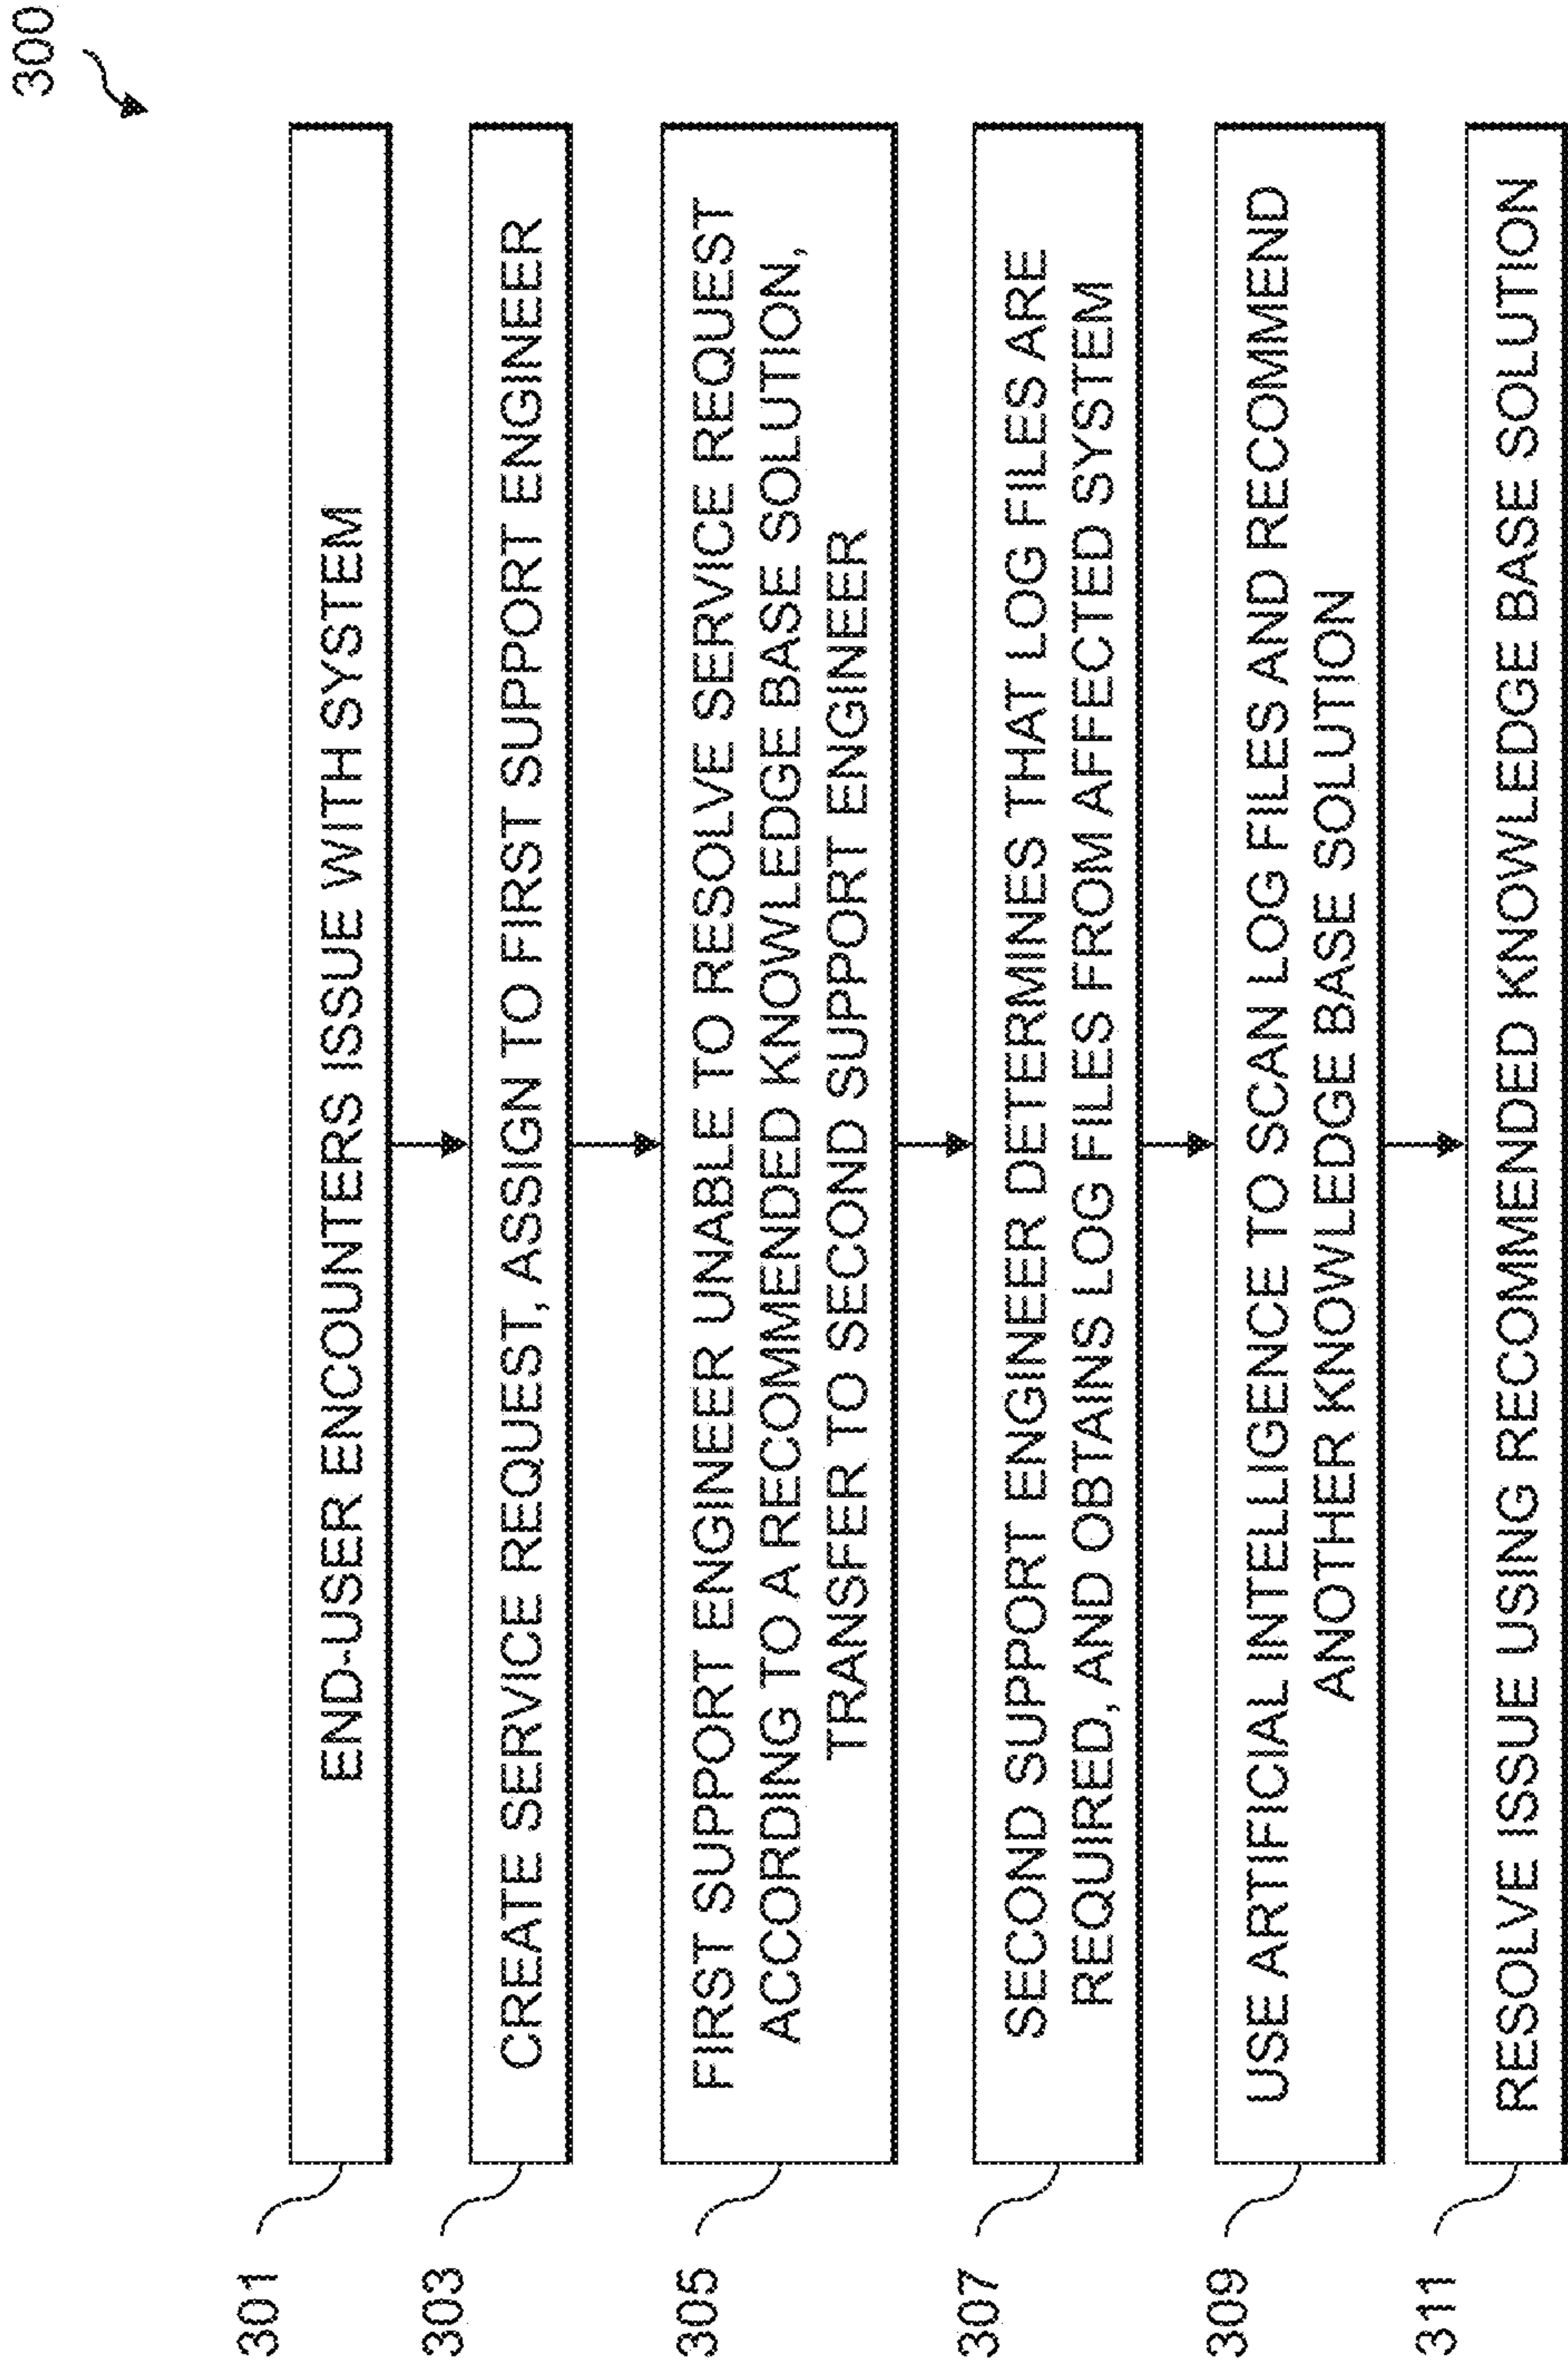 300
301
END-USER ENCOUNTERS ISSUE WITH SYSTEM
303
CREATE SERVICE REQUEST, ASSIGN TO FIRST SUPPORT ENGINEER
305
FIRST SUPPORT ENGINEER UNABLE TO RESOLVE SERVICE REQUEST
ACCORDING TO A RECOMMENDED KNOWLEDGE BASE SOLUTION,
TRANSFER TO SECOND SUPPORT ENGINEER
307
SECOND SUPPORT ENGINEER DETERMINES THAT LOG FILES ARE
REQUIRED, AND OBTAINS LOG FILES FROM AFFECTED SYSTEM
309
USE ARTIFICIAL INTELLIGENCE TO SCAN LOG FILES AND RECOMMEND
ANOTHER KNOWLEDGE BASE SOLUTION
311
RESOLVE ISSUE USING RECOMMENDED KNOWLEDGE BASE SOLUTION